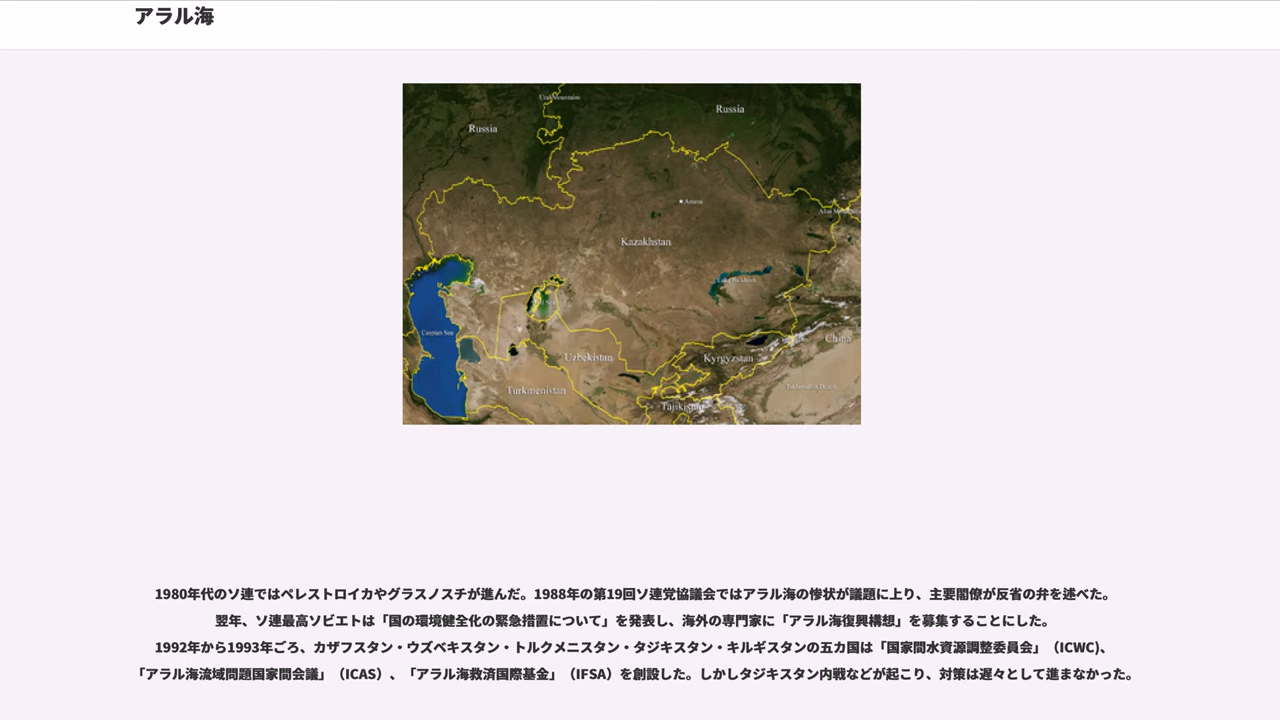 アラル海
Ural Mountains
Russia
Russia
Astana
Kazakhstan
Caspian Sea
Uzbekistan
Kyrgyzstan
China
Turkmenistan
Taklamakan Desert
Tajikistan
1980年代のソ連ではペレストロイカやグラスノスチが進んだ。1988年の第19回ソ連党協議会ではアラル海の惨状が議題に上り、主要閣僚が反省の弁を述べた。
翌年、ソ連最高ソビエトは「国の環境健全化の緊急措置について」を発表し、海外の専門家に「アラル海復興構想」を募集することにした。
1992年から1993年ごろ、カザフスタン・ウズベキスタン・トルクメニスタン・タジキスタン・キルギスタンの五カ国は「国家間水資源調整委員会」（ICWC)、
「アラル海流域問題国家間会議」（ICAS）、「アラル海救済国際基金」（IFSA）を創設した。しかしタジキスタン内戦などが起こり、対策は遅々として進まなかった。